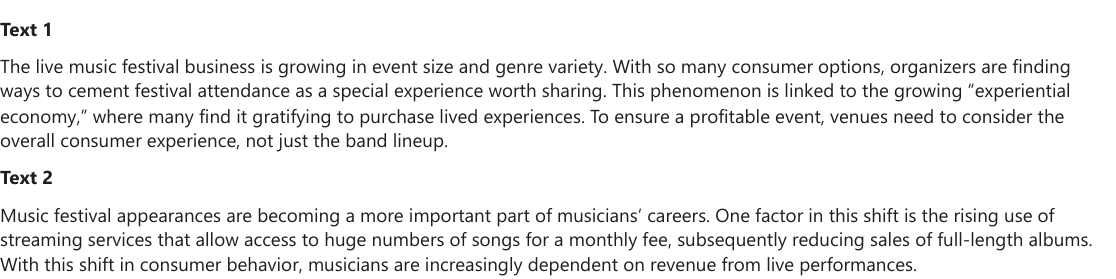 Text 1
The live music festival business is growing in event size and genre variety. With so many consumer options, organizers are finding
ways to cement festival attendance as a special experience worth sharing. This phenomenon is linked to the growing “experiential
economy,” where many find it gratifying to purchase lived experiences. To ensure a profitable event, venues need to consider the
overall consumer experience, not just the band lineup.
Text 2
Music festival appearances are becoming a more important part of musicians’ careers. One factor in this shift is the rising use of
streaming services that allow access to huge numbers of songs for a monthly fee, subsequently reducing sales of full-length albums.
With this shift in consumer behavior, musicians are increasingly dependent on revenue from live performances.